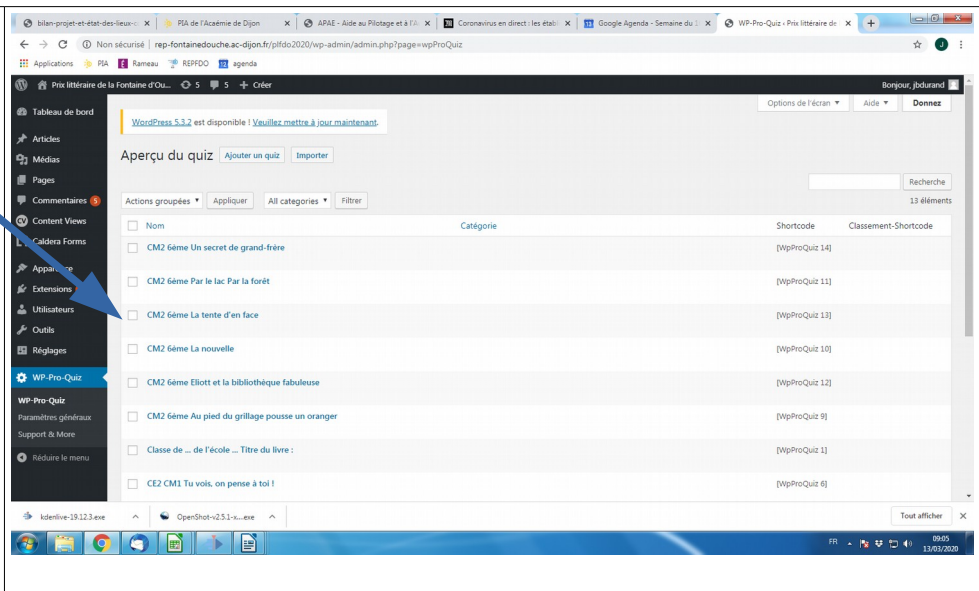 bilan-projet-et-état-des-lieux-c
PIA de l'Acaémie de Dijon
APAE - Aide au Pilotage et à l'A
Coronavirus en direct : les établ
Google Agenda - Semaine du 
WP-Pro-Quiz ‹ Prix littéraire de
Non sécurisé | rep-fontainedouche.ac-dijon.fr/plfdo2020/wp-admin/admin.php?page=wpProQuiz
J
Applications PIA Rameau REPFDO agenda
Prix littéraire de la Fontaine d'Ou... 5 5 + Créer
Bonjour, jbdurand
Options de l'écran ▼ Aide ▼ Donnez
Tableau de bord
WordPress 5.3.2 est disponible ! Veuillez mettre à jour maintenant.
Articles
Médias
Pages
Commentaires 5
Content Views
Caldera Forms
Extensions
Utilisateurs
Outils
Réglages
WP-Pro-Quiz
WP-Pro-Quiz
Paramètres généraux
Support & More
Réduire le menu
Aperçu du quiz Ajouter un quiz Importer
Recherche
Actions groupées ▼ Appliquer All categories ▼ Filtrer
13 éléments
Nom Catégorie Shortcode Classement-Shortcode
CM2 6ème Un secret de grand-frère [WpProQuiz 14]
CM2 6ème Par le lac Par la forêt [WpProQuiz 11]
CM2 6ème La tente d'en face [WpProQuiz 13]
CM2 6ème La nouvelle [WpProQuiz 10]
CM2 6ème Eliott et la bibliothèque fabuleuse [WpProQuiz 12]
CM2 6ème Au pied du grillage pousse un oranger [WpProQuiz 9]
Classe de ... de l'école ... Titre du livre : [WpProQuiz 1]
CE2 CM1 Tu vois, on pense à toi ! [WpProQuiz 6]
kdenlive-19.12.3.exe
OpenShot-v2.5.1-x....exe
Tout afficher
FR
09:05
13/03/2020